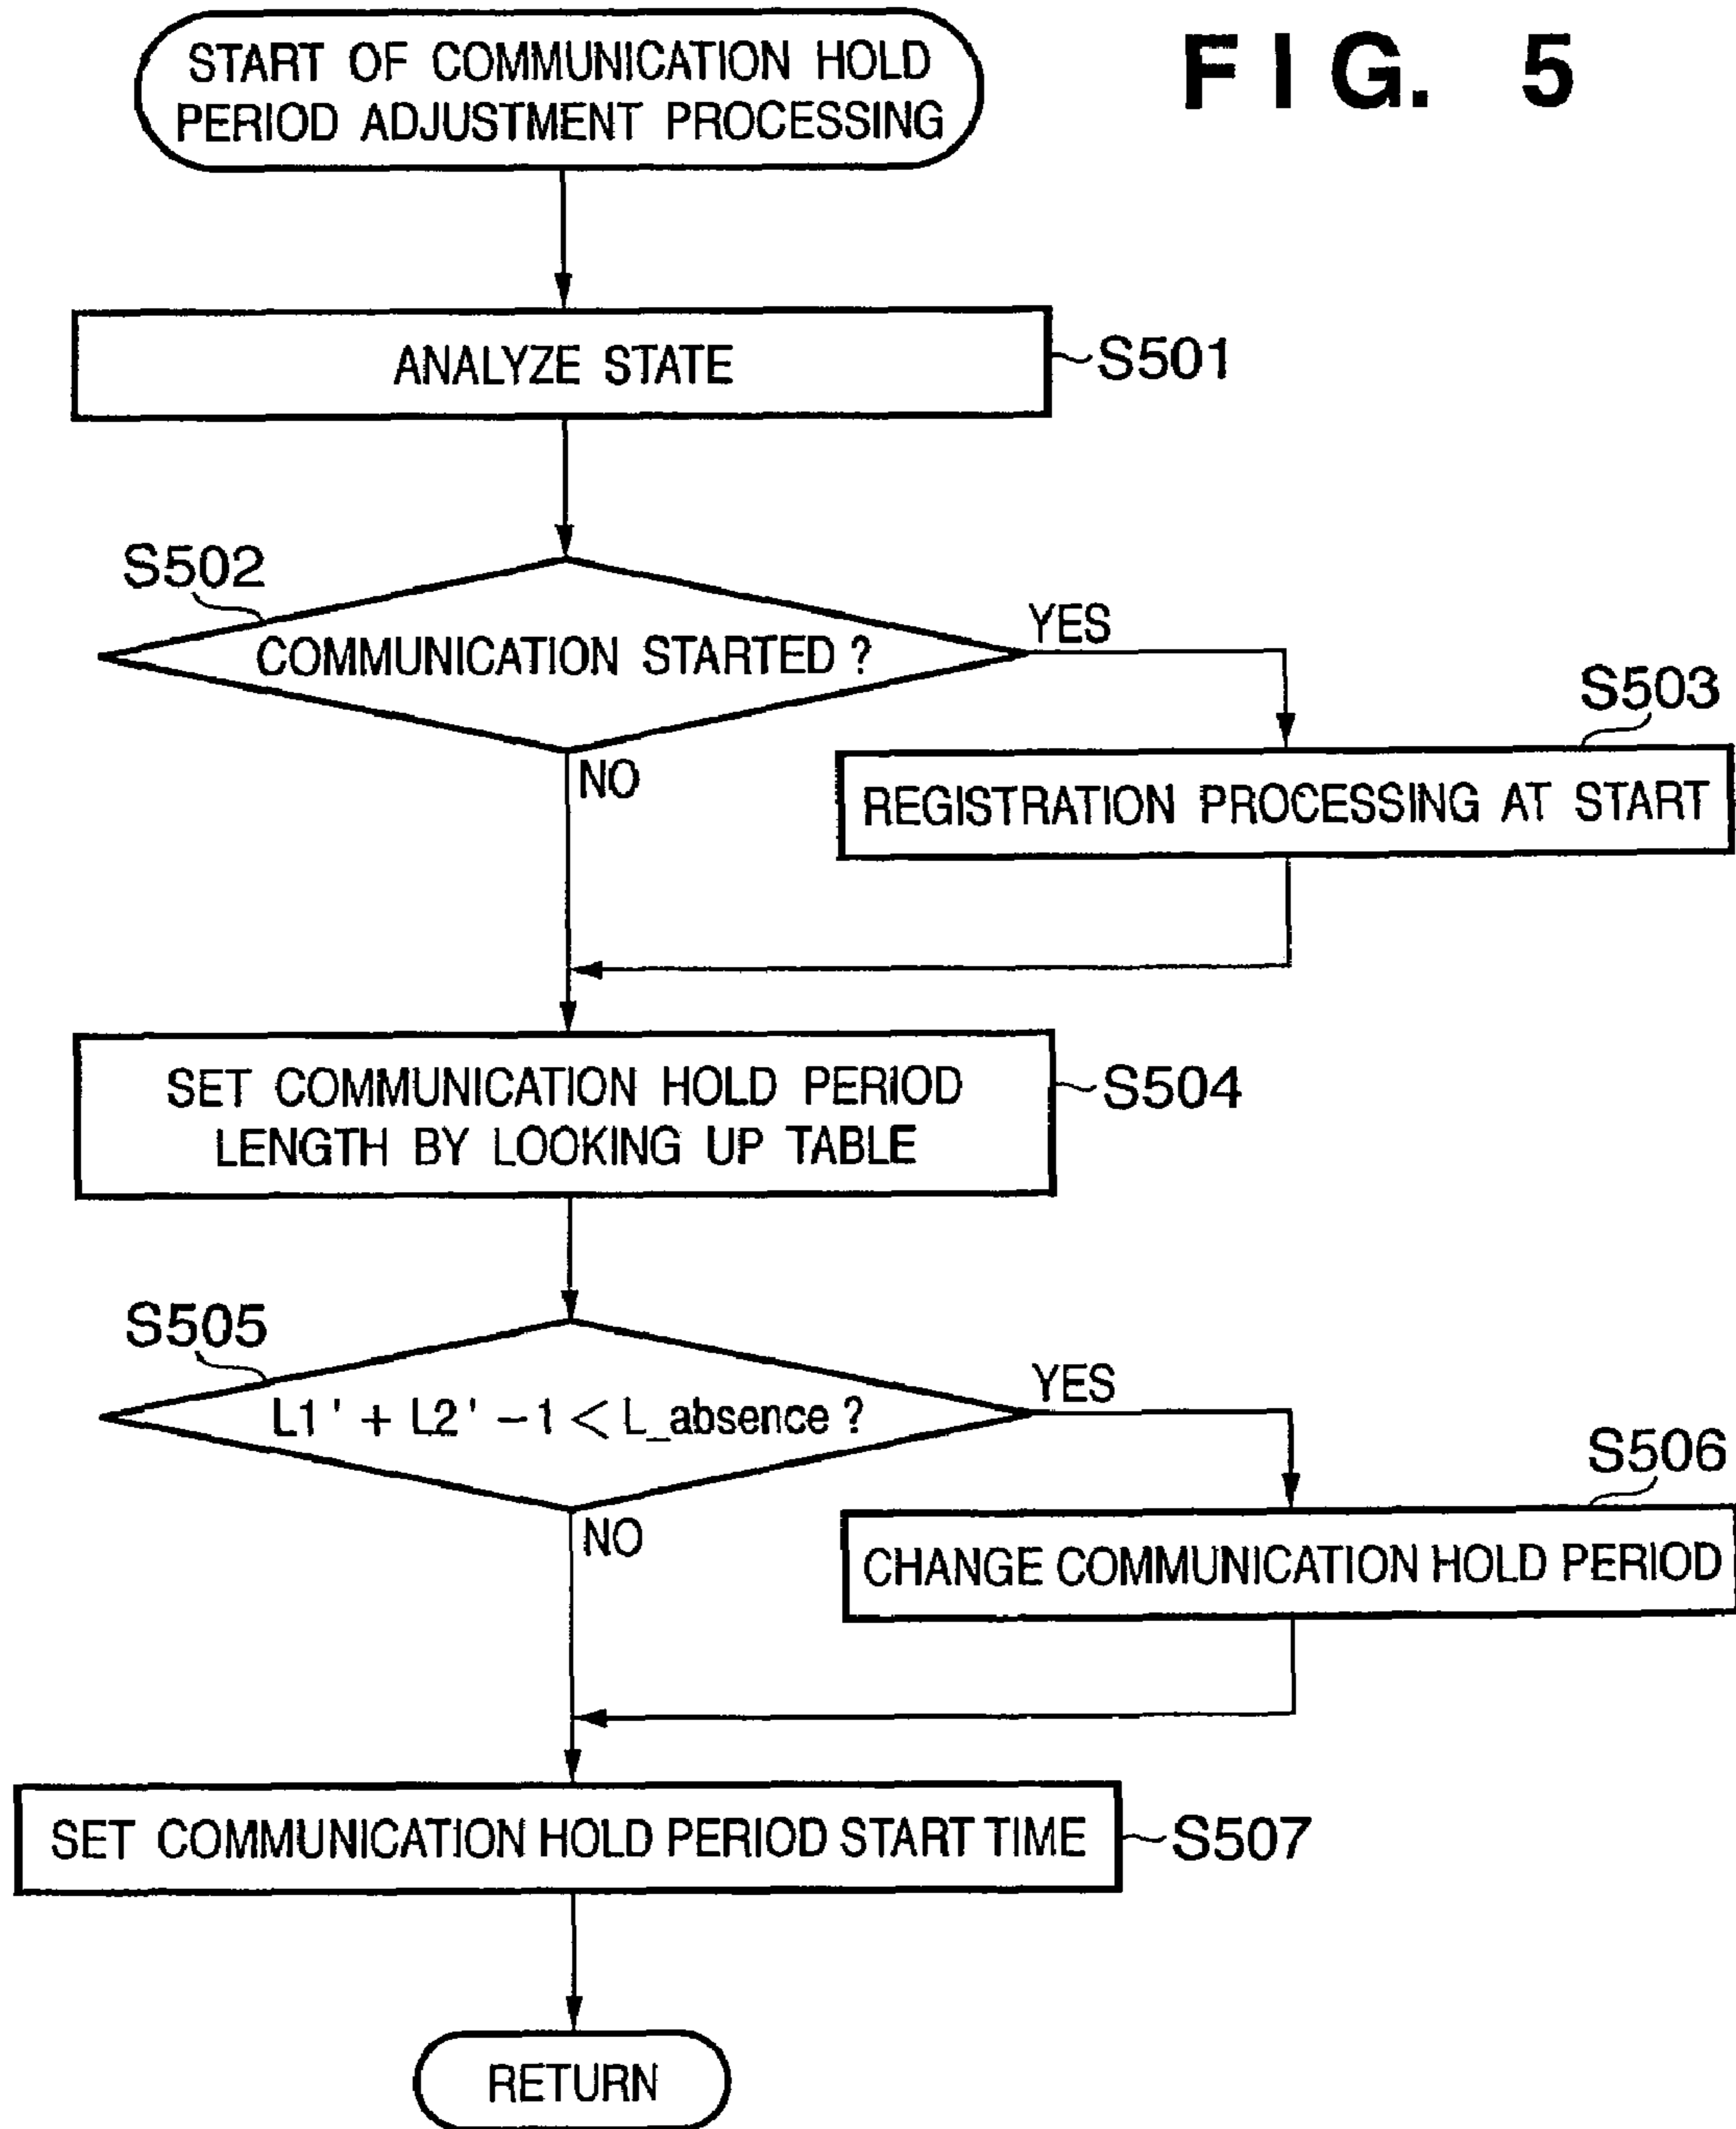 FIG. 5
START OF COMMUNICATION HOLD
PERIOD ADJUSTMENT PROCESSING
ANALYZE STATE
S501
S502
COMMUNICATION STARTED ?
YES
NO
S503
REGISTRATION PROCESSING AT START
SET COMMUNICATION HOLD PERIOD
LENGTH BY LOOKING UP TABLE
S504
S505
L1' + L2' − 1 < L_absence ?
YES
NO
S506
CHANGE COMMUNICATION HOLD PERIOD
SET COMMUNICATION HOLD PERIOD START TIME
S507
RETURN